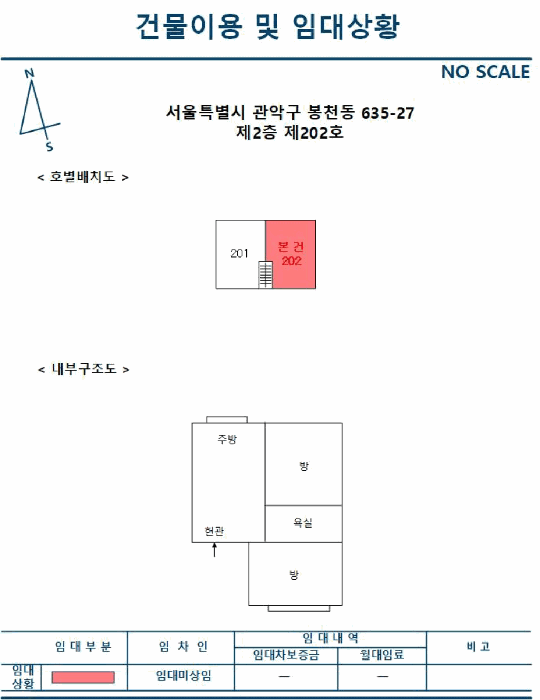 건물이용 및 임대상황
NO SCALE
N
S
서울특별시 관악구 봉천동 635-27
제2층 제202호
< 호별배치도 >
201
본 건
202
< 내부구조도 >
주방
방
욕실
현관
방
임 대 부 분 임 차 인 임 대 내 역 비 고
임대차보증금 월대임료
임대
상황 임대미상임 — —